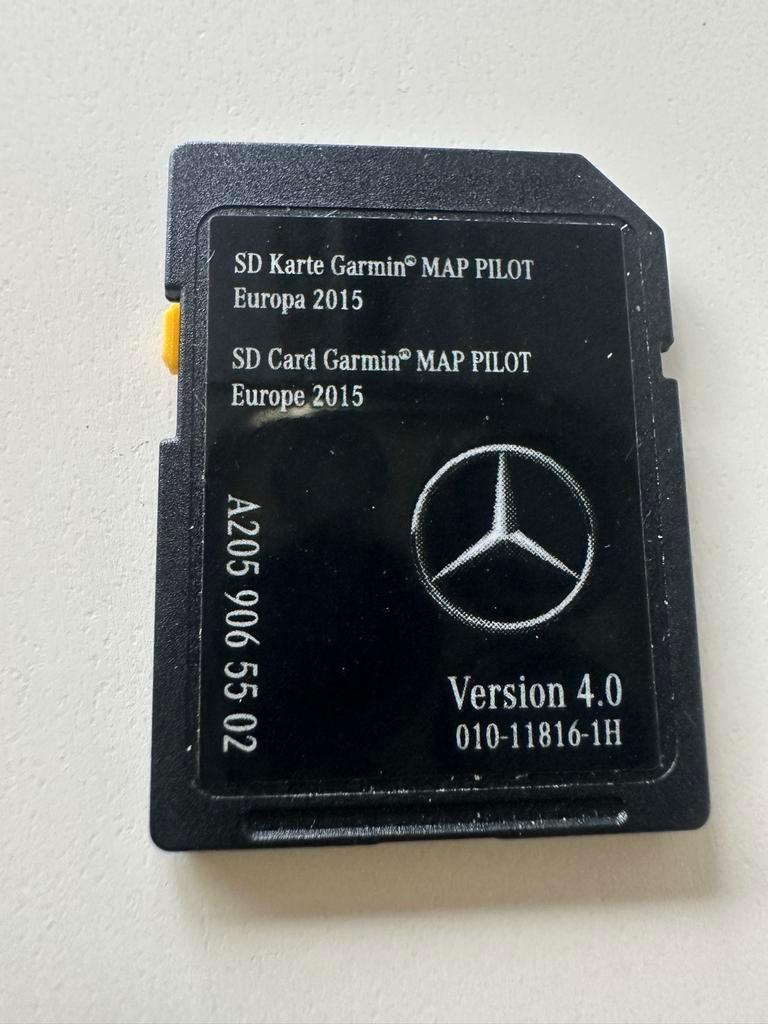 SD Karte Garmin® MAP PILOT
Europa 2015
SD Card Garmin® MAP PILOT
Europe 2015
A205 906 55 02
Version 4.0
010-11816-1H